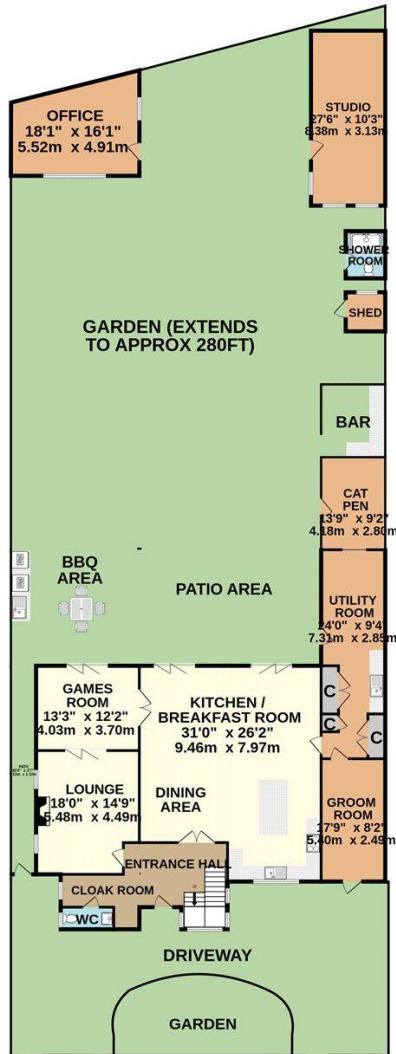 OFFICE
18'1" x 16'1"
5.52m x 4.91m
STUDIO
27'6" x 10'3"
8.38m x 3.13m
SHOWER
ROOM
SHED
GARDEN (EXTENDS
TO APPROX 280FT)
BAR
CAT
PEN
13'9" x 9'2"
4.18m x 2.80m
BBQ
AREA
PATIO AREA
UTILITY
ROOM
24'0" x 9'4"
7.31m x 2.85m
GAMES
ROOM
13'3" x 12'2"
4.03m x 3.70m
KITCHEN /
BREAKFAST ROOM
31'0" x 26'2"
9.46m x 7.97m
C
C
C
LOUNGE
18'0" x 14'9"
5.48m x 4.49m
DINING
AREA
GROOM
ROOM
17'9" x 8'2"
5.40m x 2.49m
ENTRANCE HALL
CLOAK ROOM
UP
WC
DRIVEWAY
GARDEN